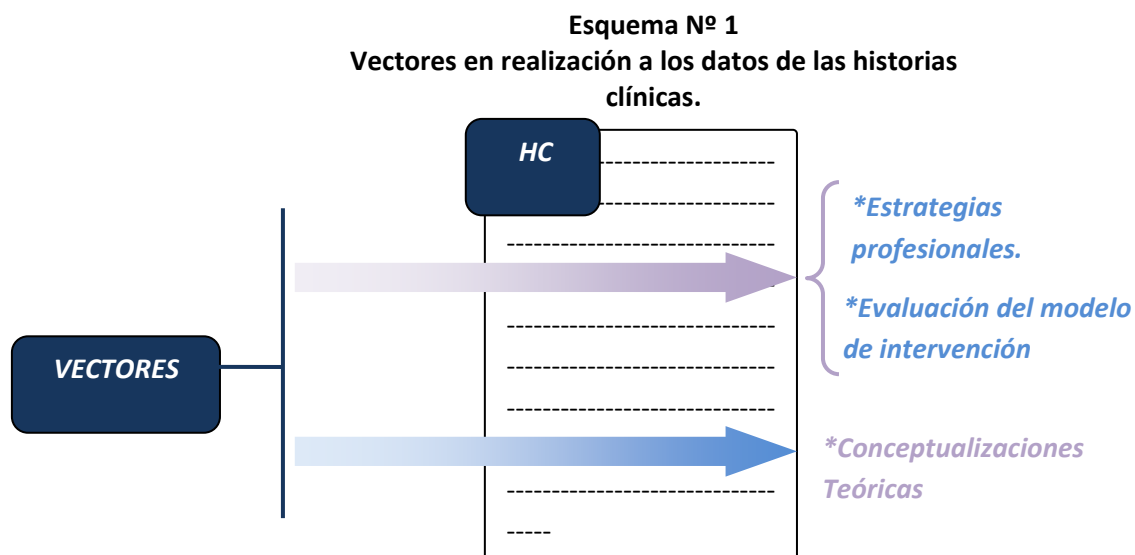 Esquema Nº 1
Vectores en realización a los datos de las historias
clínicas.
HC
*Estrategias
profesionales.
*Evaluación del modelo
de intervención
VECTORES
*Conceptualizaciones
Teóricas